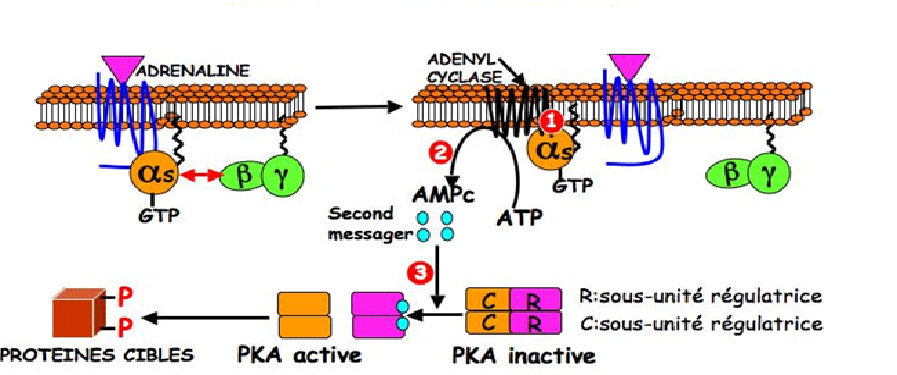 ADRENALINE
ADENYL
CYCLASE
1
αs
β
γ
GTP
2
αs
GTP
β
γ
AMPc
ATP
Second
messager
3
P
P
C R
C R
R:sous-unité régulatrice
C:sous-unité régulatrice
PROTEINES CIBLES
PKA active
PKA inactive